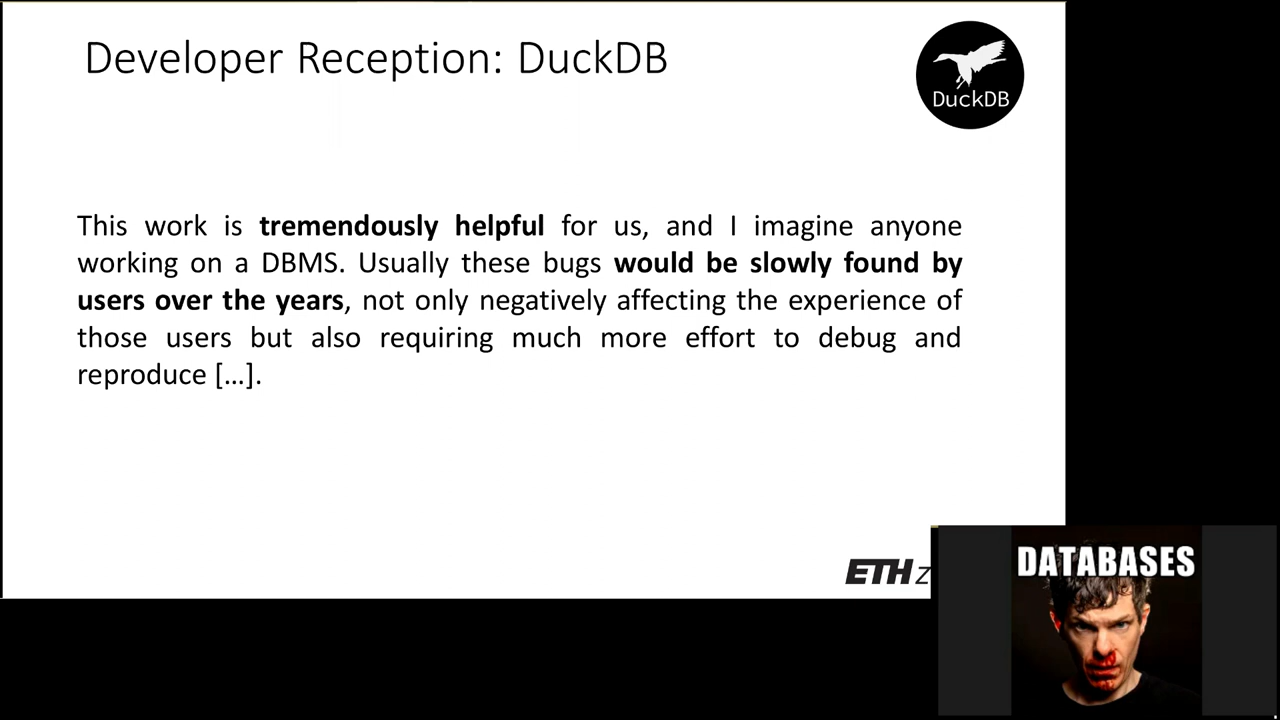 Developer Reception: DuckDB
DuckDB
This work is tremendously helpful for us, and I imagine anyone
working on a DBMS. Usually these bugs would be slowly found by
users over the years, not only negatively affecting the experience of
those users but also requiring much more effort to debug and
reproduce [...].
ETH z
DATABASES